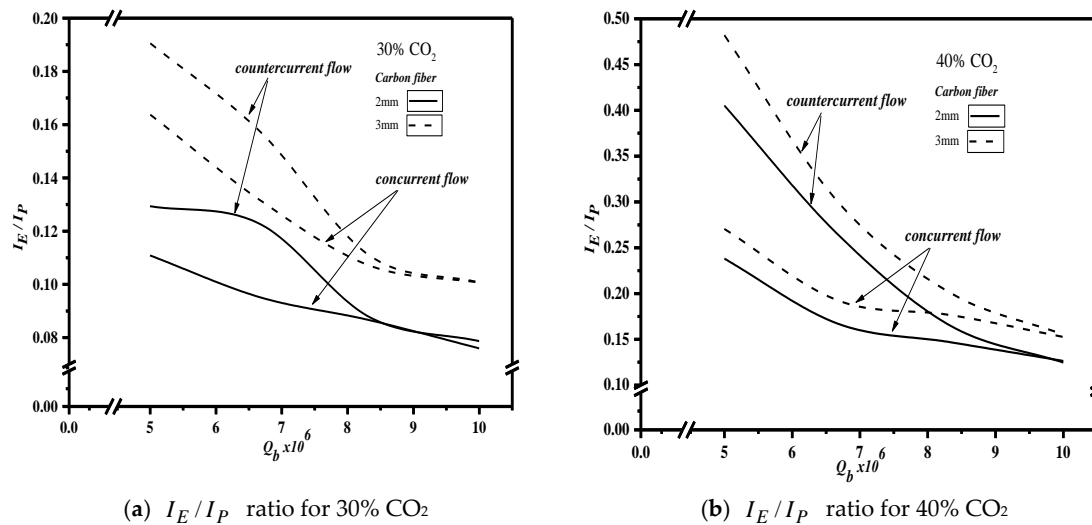 (a)
0.20
0.18
0.16
0.14
0.12
0.10
0.08
0.00
I_E / I_P
30% CO₂
countercurrent flow
Carbon fiber
2mm
3mm
concurrent flow
0.0 5 6 7 8 9 10
Q_b x10⁶
(b)
0.50
0.45
0.40
0.35
0.30
0.25
0.20
0.15
0.10
0.00
I_E / I_P
40% CO₂
Carbon fiber
countercurrent flow
2mm
3mm
concurrent flow
0.0 5 6 7 8 9 10
Q_b x10⁶
(a) I_E / I_P ratio for 30% CO₂
(b) I_E / I_P ratio for 40% CO₂